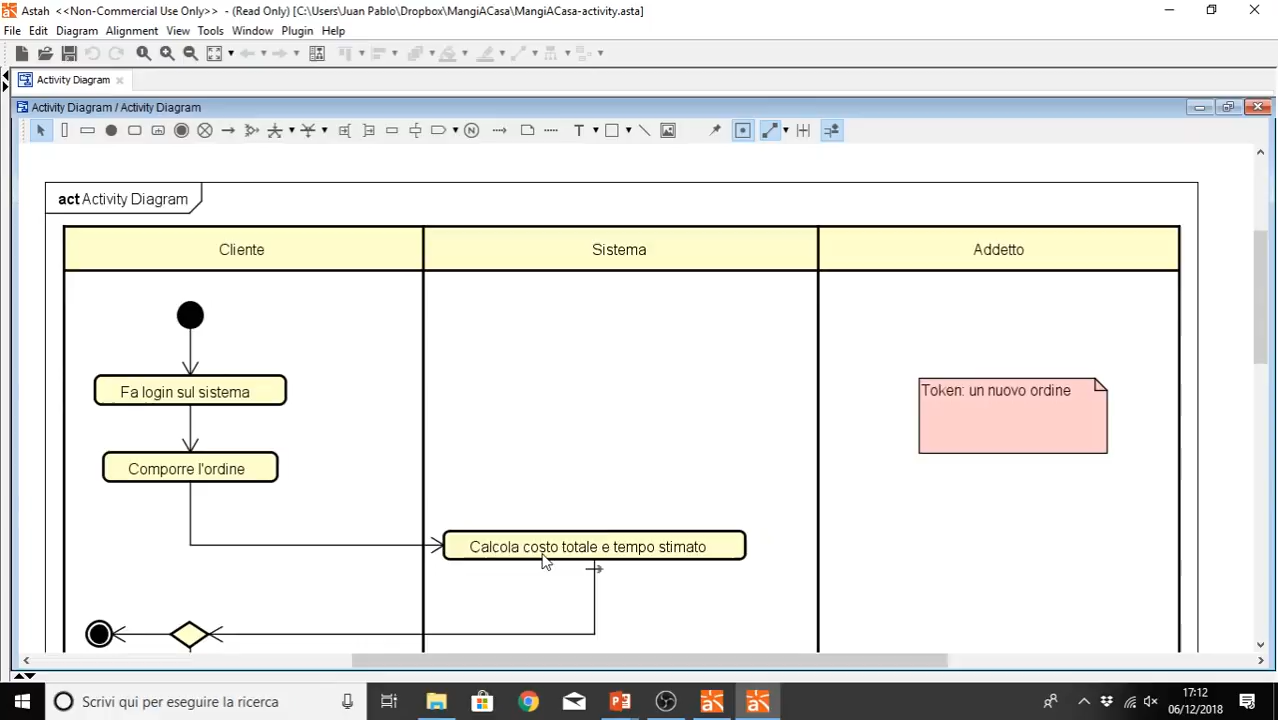 Astah <<Non-Commercial Use Only>> - (Read Only) [C:\Users\Juan Pablo\Dropbox\MangiACasa\MangiACasa-activity.asta]
File Edit Diagram Alignment View Tools Window Plugin Help
Activity Diagram
Activity Diagram / Activity Diagram
act Activity Diagram
Cliente Sistema Addetto
Fa login sul sistema
Token: un nuovo ordine
Comporre l'ordine
Calcola costo totale e tempo stimato
Scrivi qui per eseguire la ricerca
17:12
06/12/2018